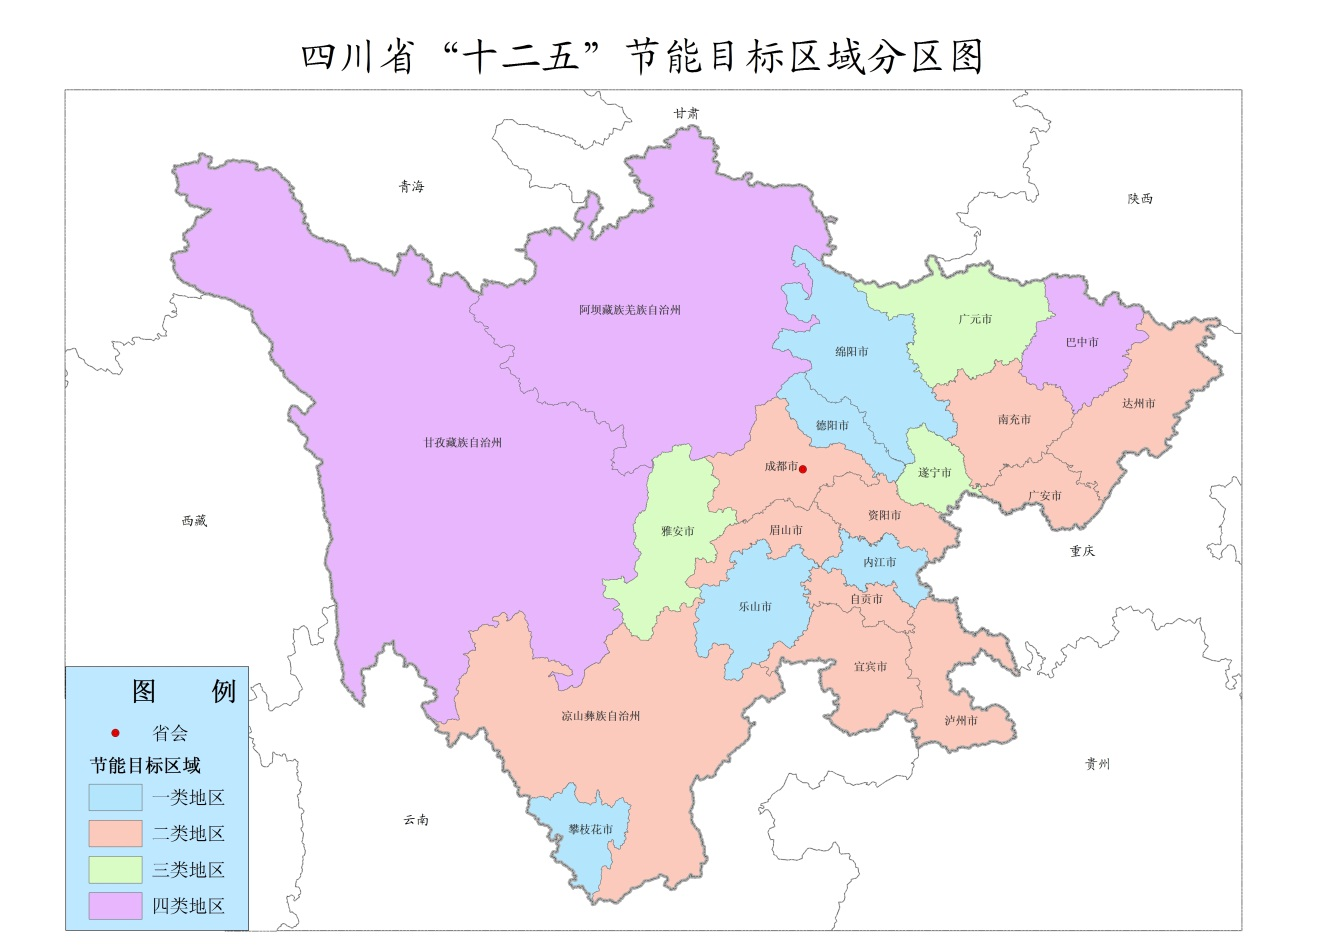 四川省“十二五”节能目标区域分区图
甘肃
青海
陕西
阿坝藏族羌族自治州
广元市
巴中市
绵阳市
达州市
南充市
德阳市
甘孜藏族自治州
成都市
遂宁市
广安市
资阳市
西藏
雅安市
眉山市
重庆
内江市
自贡市
乐山市
宜宾市
凉山彝族自治州
泸州市
贵州
云南
攀枝花市
图 例
省会
节能目标区域
一类地区
二类地区
三类地区
四类地区